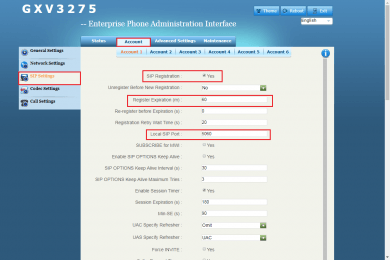 GXV3275
Theme Reboot Exit
-- Enterprise Phone Administration Interface
English
Status Account Advanced Settings Maintenance
Account 1 Account 2 Account 3 Account 4 Account 5 Account 6
General Settings
Network Settings
SIP Settings
Codec Settings
Call Settings
SIP Registration: Yes
Unregister Before New Registration: No
Register Expiration (m): 60
Re-register before Expiration (s): 0
Registration Retry Wait Time (s): 20
Local SIP Port: 5060
SUBSCRIBE for MWI: Yes
Enable SIP OPTIONS Keep Alive: Yes
SIP OPTIONS Keep Alive Interval (s): 30
SIP OPTIONS Keep Alive Maximum Tries: 3
Enable Session Timer: Yes
Session Expiration (s): 180
Min-SE (s): 90
UAC Specify Refresher: Omit
UAS Specify Refresher: UAC
Force INVITE: Yes